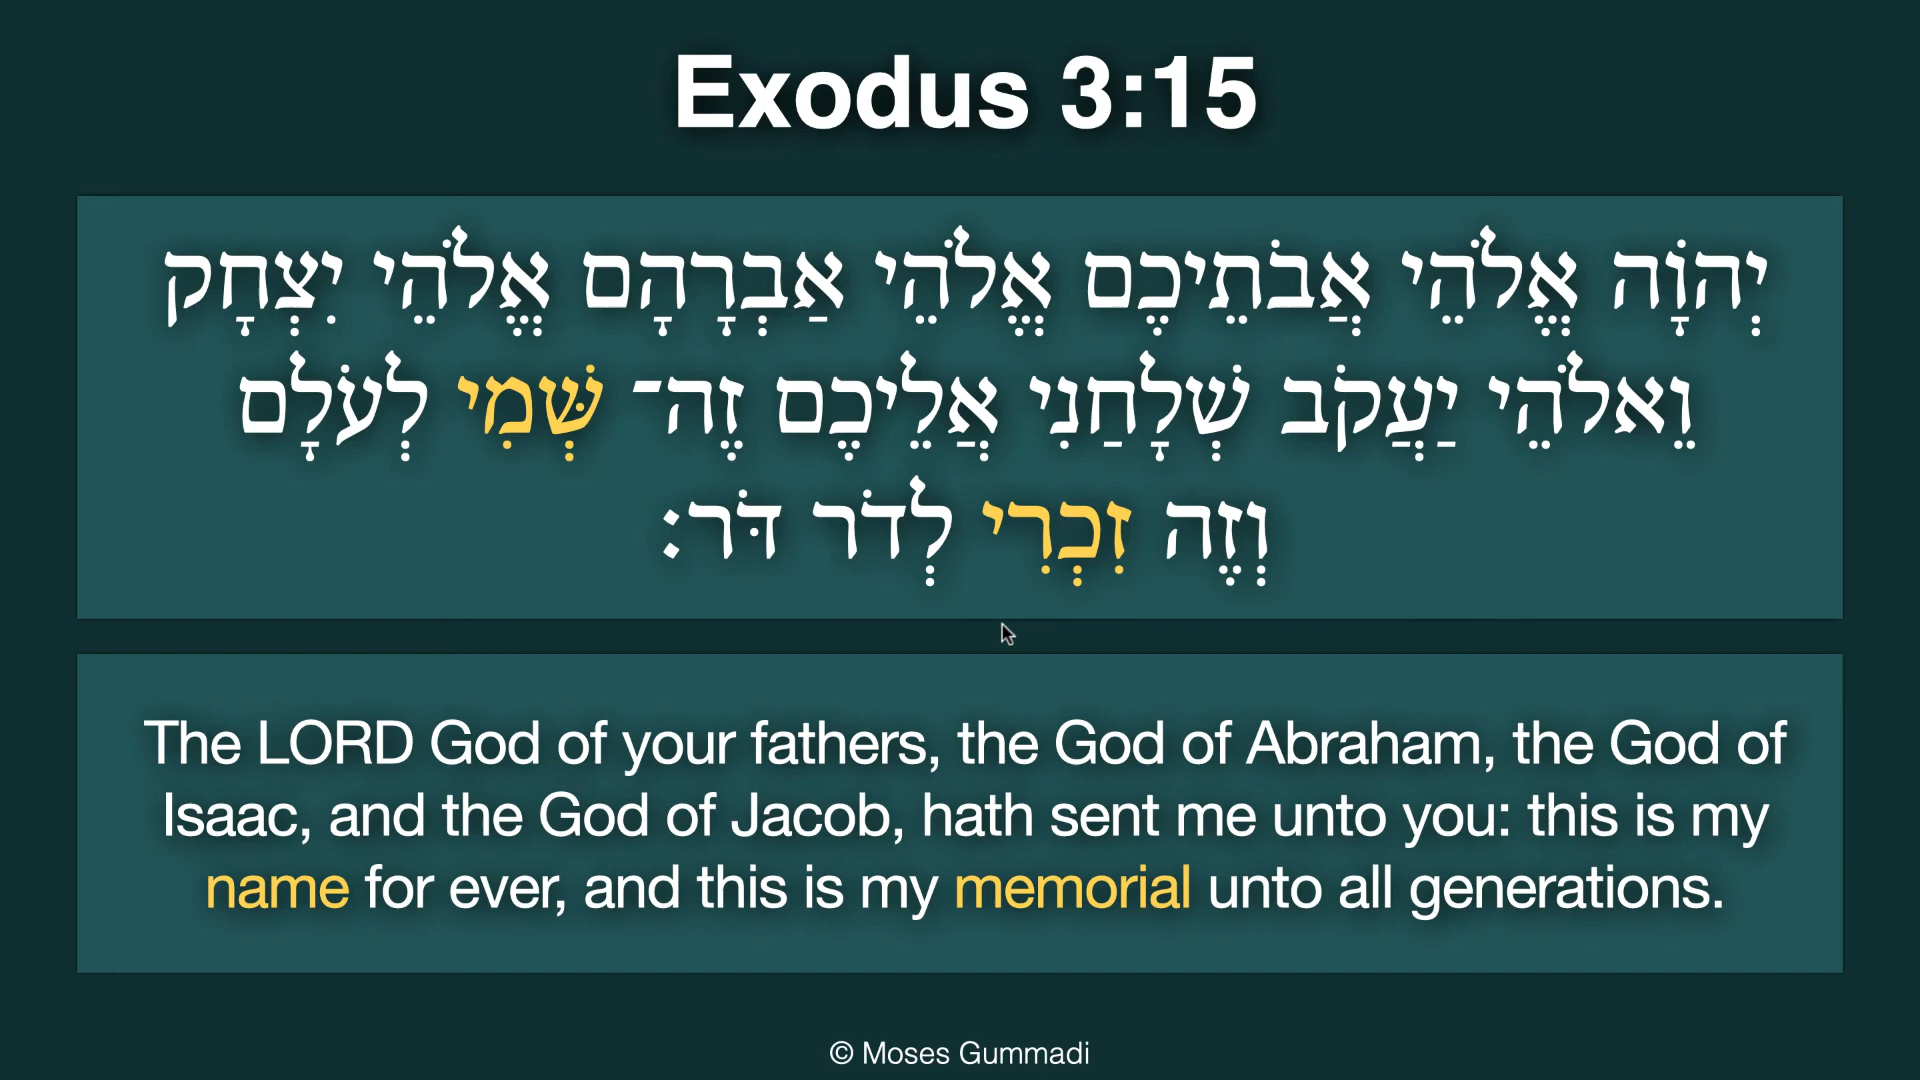 Exodus 3:15
יְהוָֹה אֱלֹהֵי אֲבֹתֵיכֶם אֱלֹהֵי אַבְרָהָם אֱלֹהֵי יִצְחָק
וֵאלֹהֵי יַעֲקֹב שְׁלָחַנִי אֲלֵיכֶם זֶה־ שְּׁמִי לְעֹלָם
וְזֶה זִכְרִי לְדֹר דֹּר׃
The LORD God of your fathers, the God of Abraham, the God of
Isaac, and the God of Jacob, hath sent me unto you: this is my
name for ever, and this is my memorial unto all generations.
© Moses Gummadi